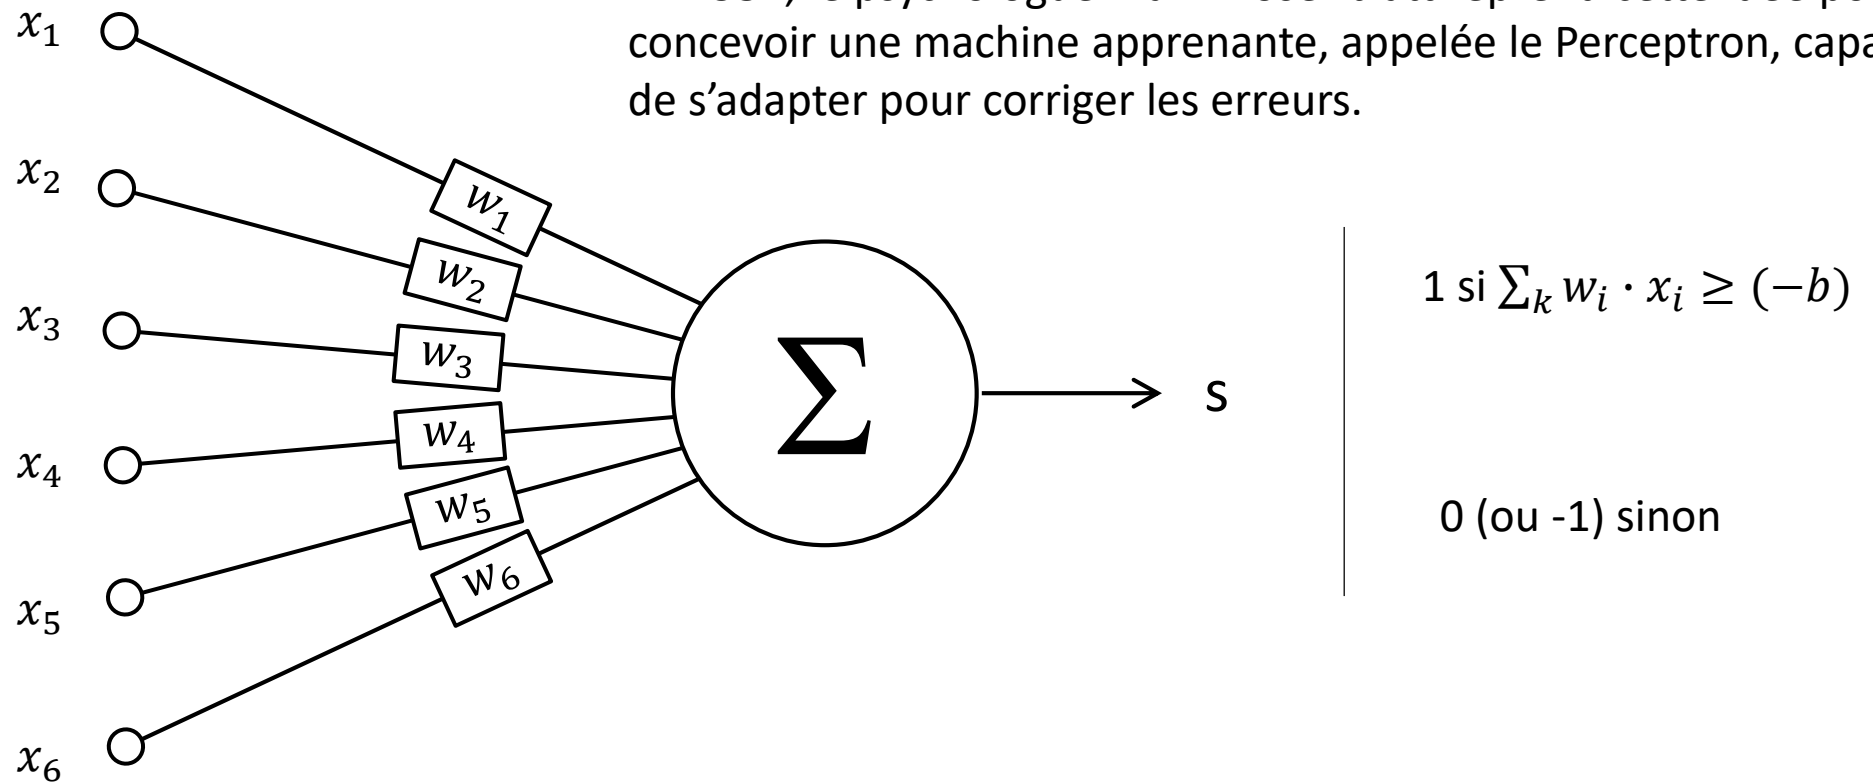 concevoir une machine apprenante, appelée le Perceptron,
de s’adapter pour corriger les erreurs.
x₁
x₂
x₃
x₄
x₅
x₆
w₁
w₂
w₃
w₄
w₅
w₆
Σ
s
1 si ∑ₖ wᵢ · xᵢ ≥ (−b)
0 (ou -1) sinon